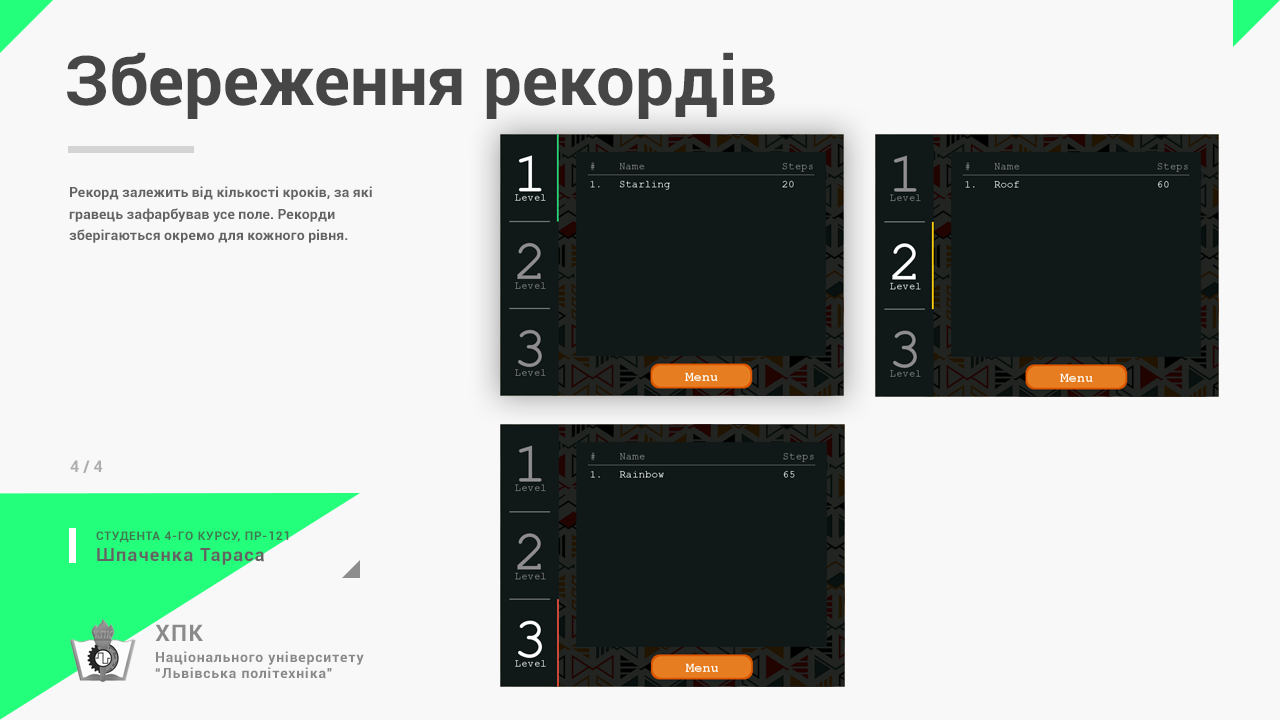 Збереження рекордів
Рекорд залежить від кількості кроків, за які
гравець зафарбував усе поле. Рекорди
зберігаються окремо для кожного рівня.
1
Level
2
Level
3
Level
# Name Steps
1. Starling 20
Menu
1
Level
2
Level
3
Level
# Name Steps
1. Roof 60
Menu
1
Level
2
Level
3
Level
# Name Steps
1. Rainbow 65
Menu
4 / 4
СТУДЕНТА 4-ГО КУРСУ, ПР-121
Шпаченка Тараса
ХПК
Національного університету
“Львівська політехніка”